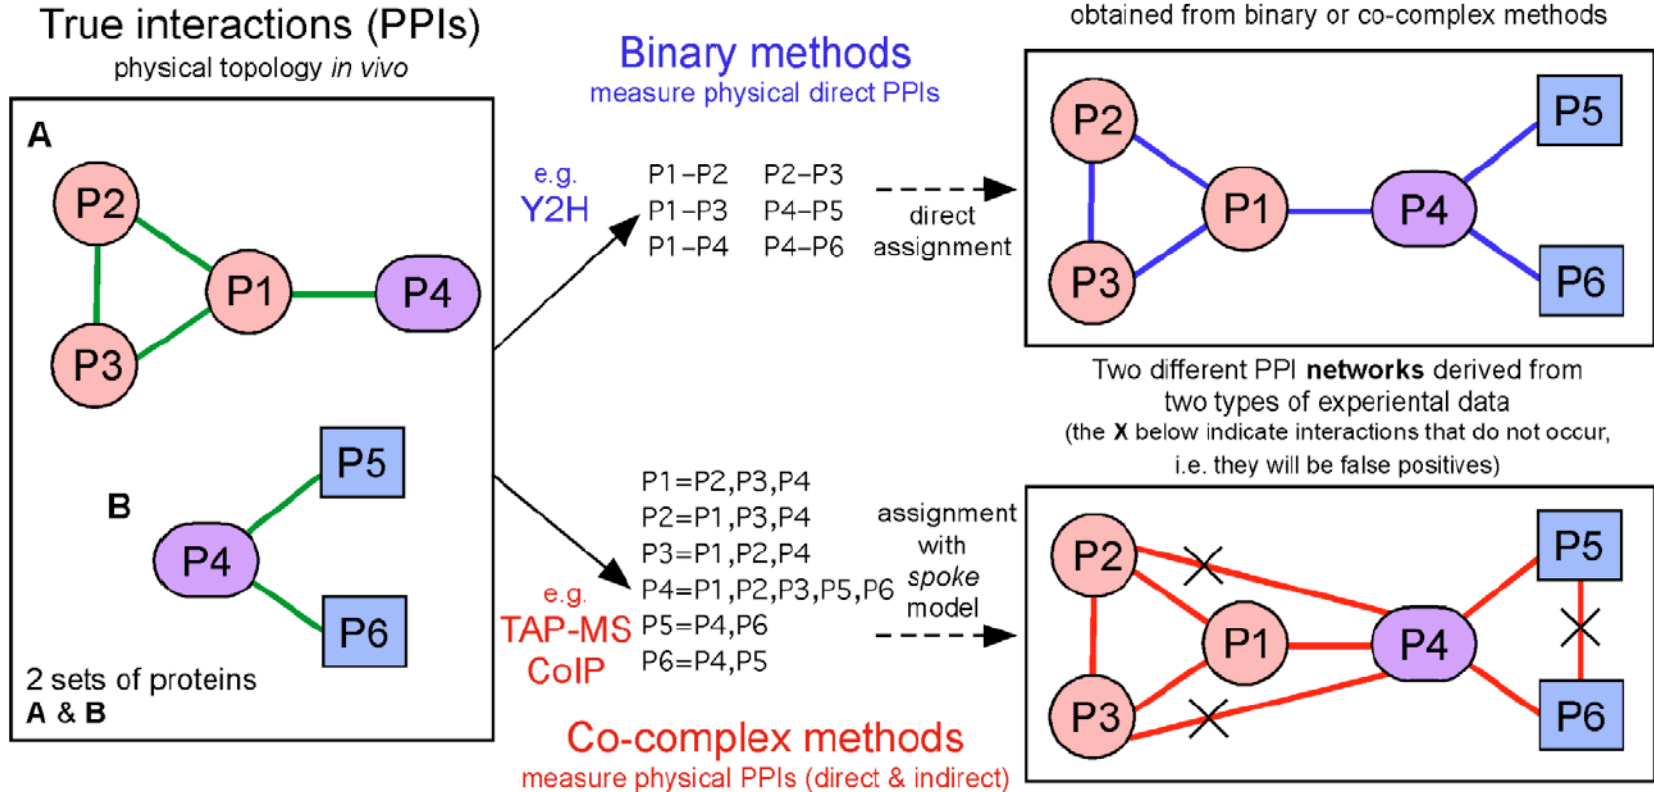 True interactions (PPIs)
physical topology in vivo
A
P2
P1
P4
P3
B
P5
P4
P6
2 sets of proteins
A & B
Binary methods
measure physical direct PPIs
e.g.
Y2H
P1–P2 P2–P3
P1–P3 P4–P5
P1–P4 P4–P6
direct
assignment
P1=P2,P3,P4
P2=P1,P3,P4
P3=P1,P2,P4
P4=P1,P2,P3,P5,P6
P5=P4,P6
P6=P4,P5
e.g.
TAP-MS
CoIP
assignment
with
spoke
model
Co-complex methods
measure physical PPIs (direct & indirect)
obtained from binary or co-complex methods
P2
P5
P1
P4
P3
P6
Two different PPI networks derived from
two types of experiental data
(the X below indicate interactions that do not occur,
i.e. they will be false positives)
P2
P5
P1
P4
P3
P6